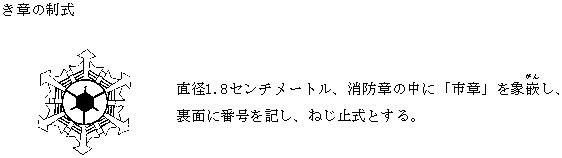 き章の制式
直径1.8センチメートル、消防章の中に「市章」を象嵌し、
がん
裏面に番号を記し、ねじ止式とする。